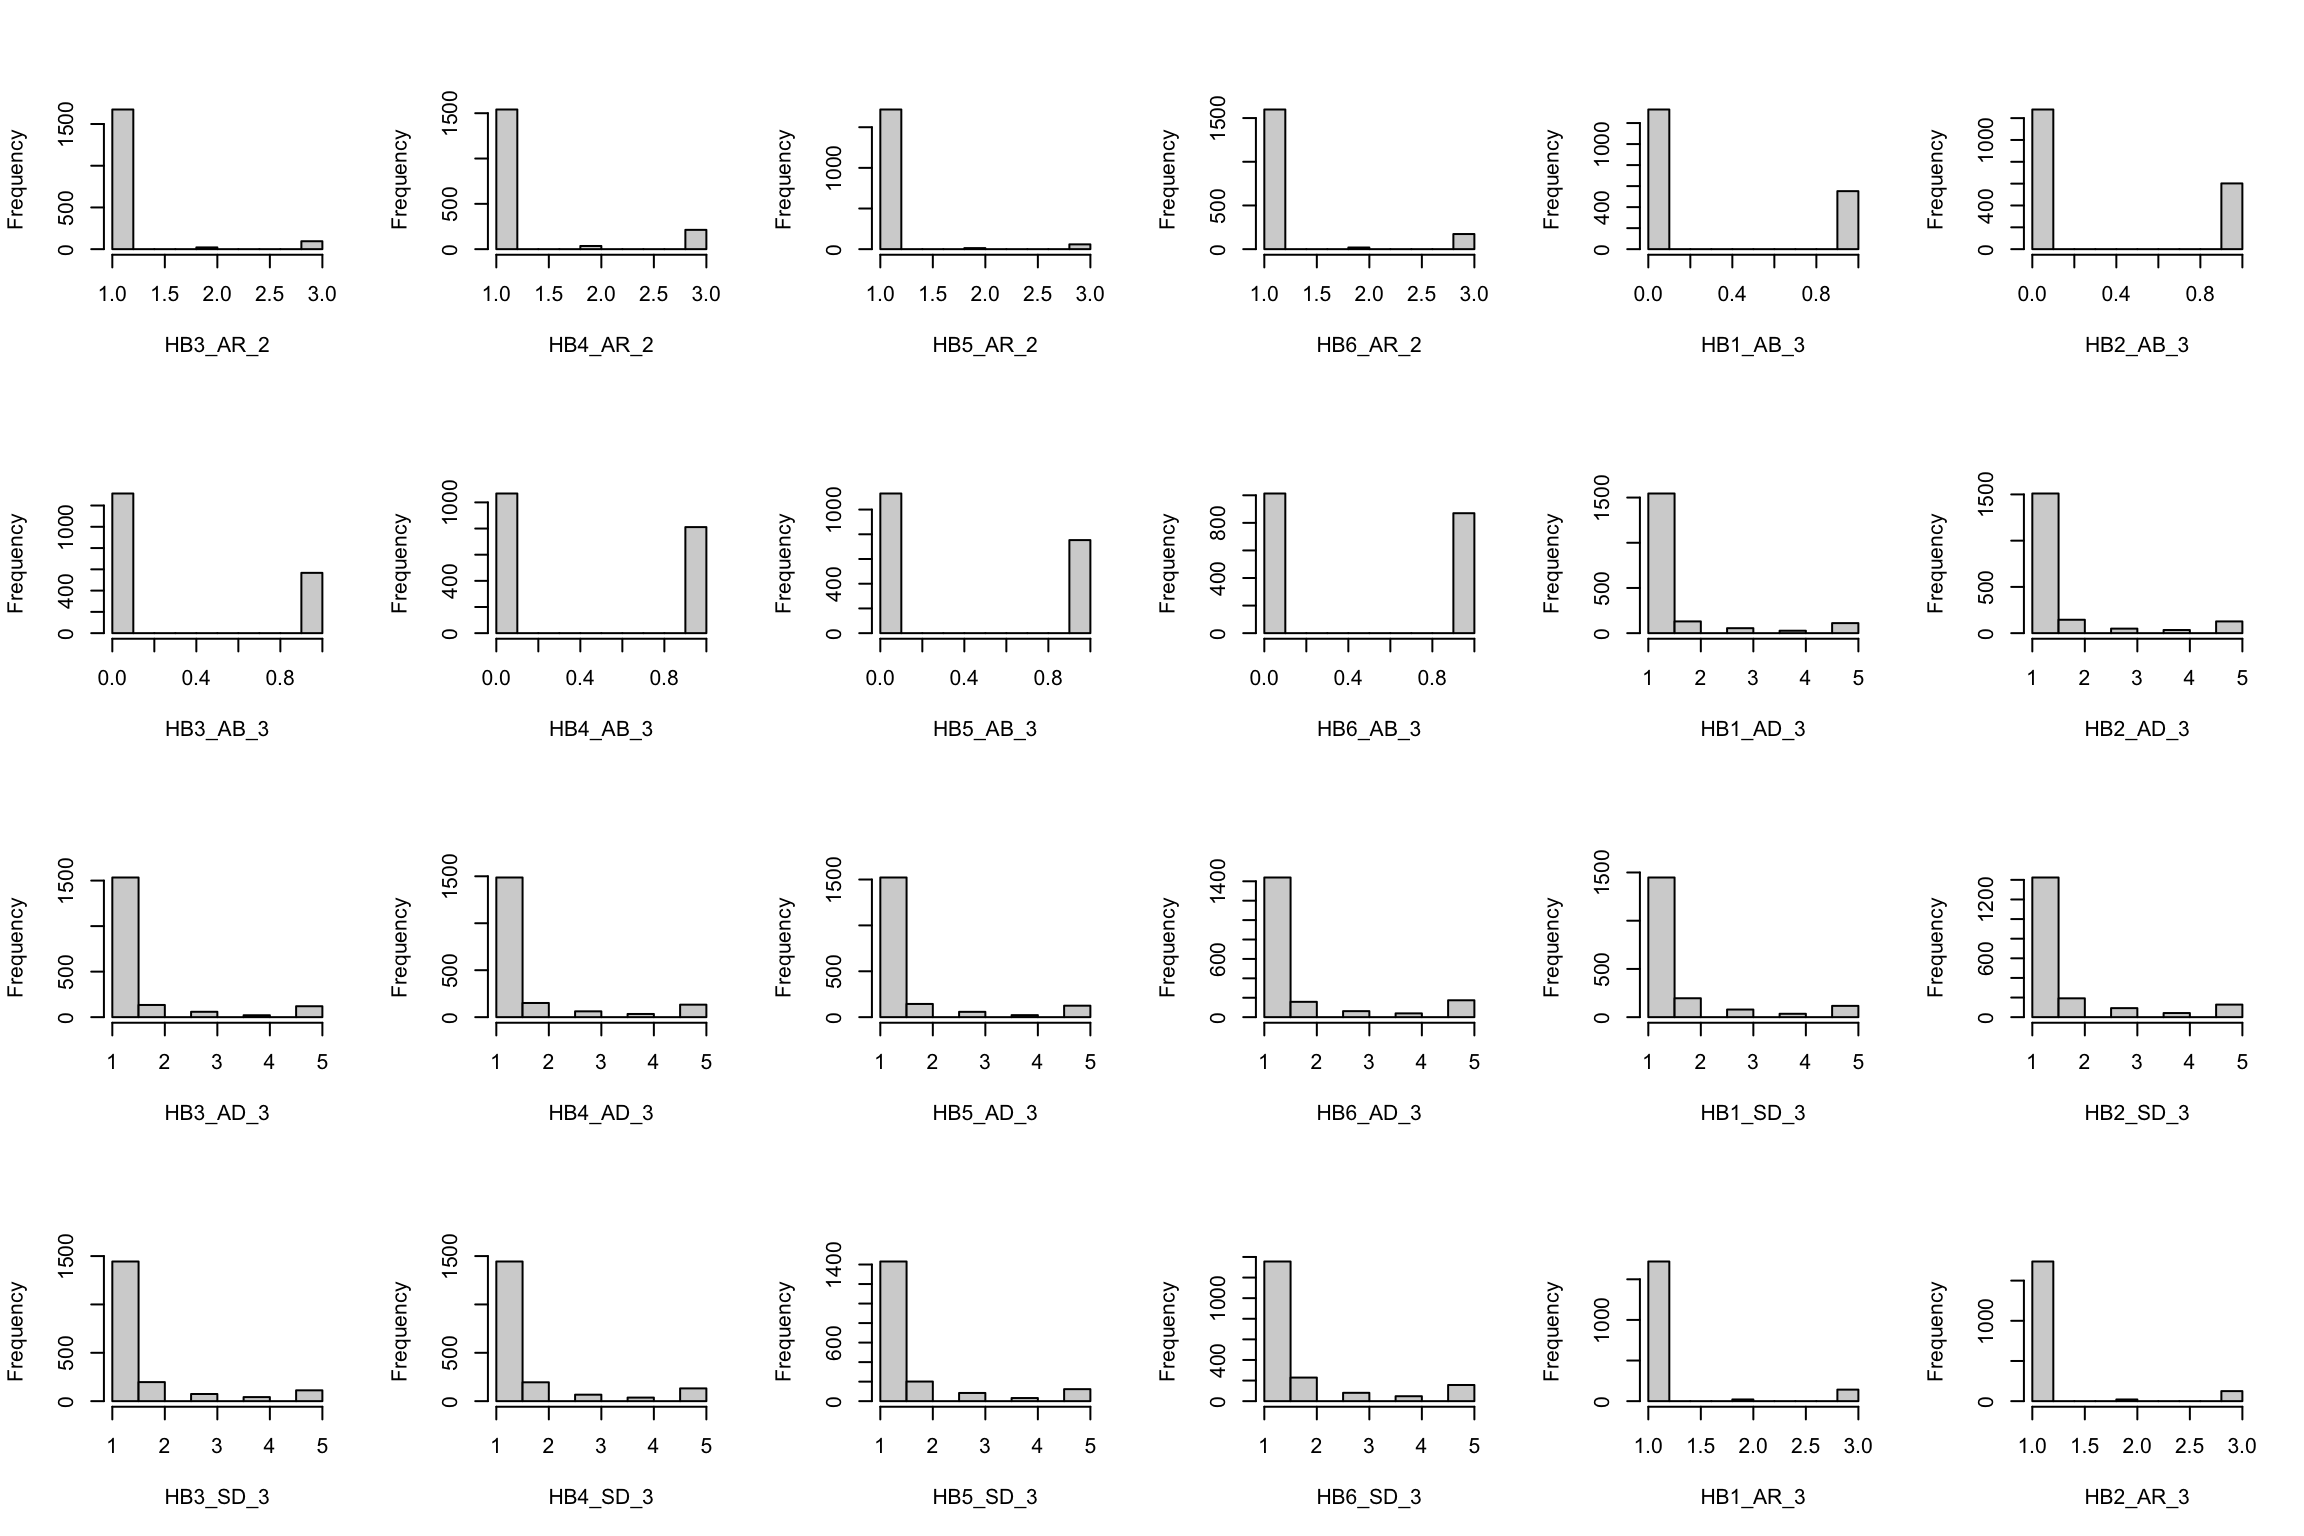 Frequency
0 500 1500
1.0 1.5 2.0 2.5 3.0
HB3_AR_2
Frequency
0 500 1500
1.0 1.5 2.0 2.5 3.0
HB4_AR_2
Frequency
0 1000
1.0 1.5 2.0 2.5 3.0
HB5_AR_2
Frequency
0 500 1500
1.0 1.5 2.0 2.5 3.0
HB6_AR_2
Frequency
0 400 1000
0.0 0.4 0.8
HB1_AB_3
Frequency
0 400 1000
0.0 0.4 0.8
HB2_AB_3
Frequency
0 400 1000
0.0 0.4 0.8
HB3_AB_3
Frequency
0 400 1000
0.0 0.4 0.8
HB4_AB_3
Frequency
0 400 1000
0.0 0.4 0.8
HB5_AB_3
Frequency
0 400 800
0.0 0.4 0.8
HB6_AB_3
Frequency
0 500 1500
1 2 3 4 5
HB1_AD_3
Frequency
0 500 1500
1 2 3 4 5
HB2_AD_3
Frequency
0 500 1500
1 2 3 4 5
HB3_AD_3
Frequency
0 500 1500
1 2 3 4 5
HB4_AD_3
Frequency
0 500 1500
1 2 3 4 5
HB5_AD_3
Frequency
0 600 1400
1 2 3 4 5
HB6_AD_3
Frequency
0 500 1500
1 2 3 4 5
HB1_SD_3
Frequency
0 600 1200
1 2 3 4 5
HB2_SD_3
Frequency
0 500 1500
1 2 3 4 5
HB3_SD_3
Frequency
0 500 1500
1 2 3 4 5
HB4_SD_3
Frequency
0 600 1400
1 2 3 4 5
HB5_SD_3
Frequency
0 400 1000
1 2 3 4 5
HB6_SD_3
Frequency
0 1000
1.0 1.5 2.0 2.5 3.0
HB1_AR_3
Frequency
0 1000
1.0 1.5 2.0 2.5 3.0
HB2_AR_3